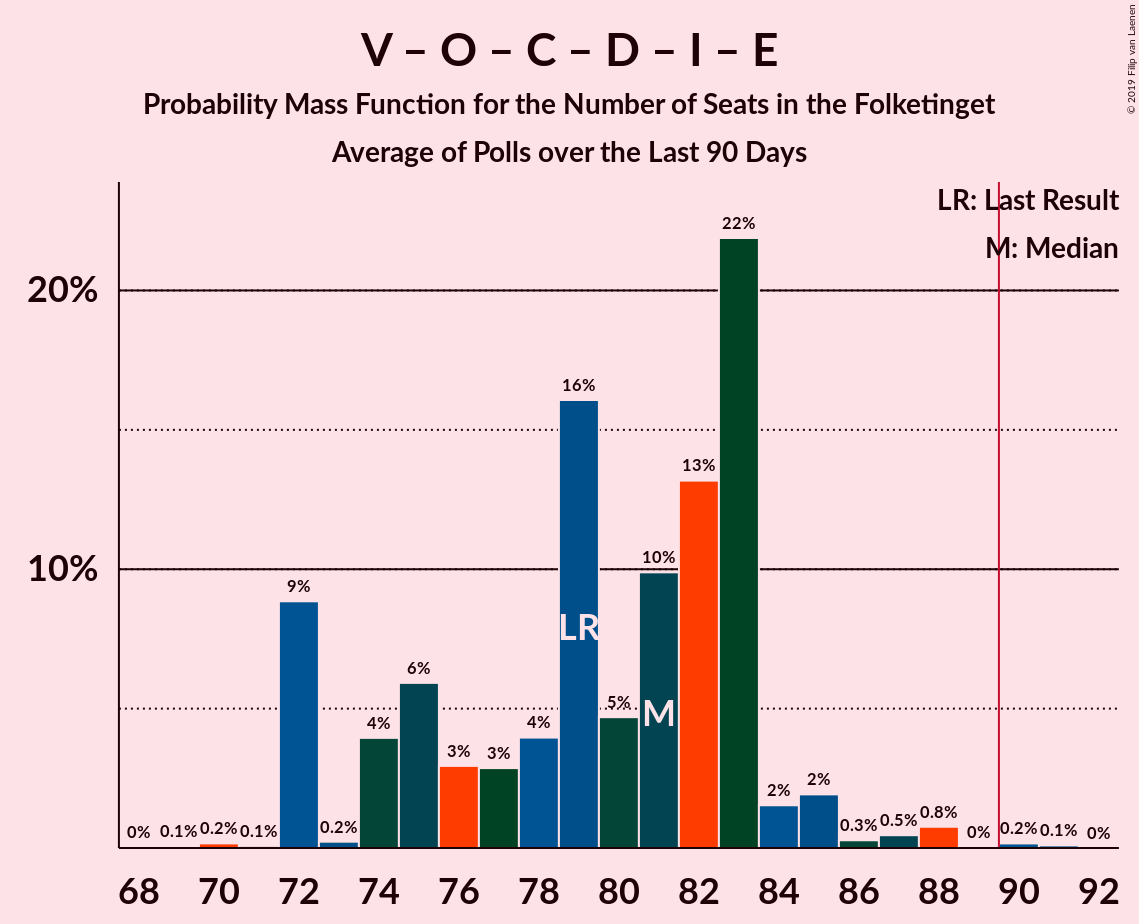 V – O – C – D – I – E
Probability Mass Function for the Number of Seats in the Folketinget
Average of Polls over the Last 90 Days
© 2019 Filip van Laenen
LR: Last Result
M: Median
20%
10%
0% 0.1% 0.2% 0.1% 9% 0.2% 4% 6% 3% 3% 4% 16% 5% 10% 13% 22% 2% 2% 0.3% 0.5% 0.8% 0% 0.2% 0.1% 0%
LR
M
68 70 72 74 76 78 80 82 84 86 88 90 92